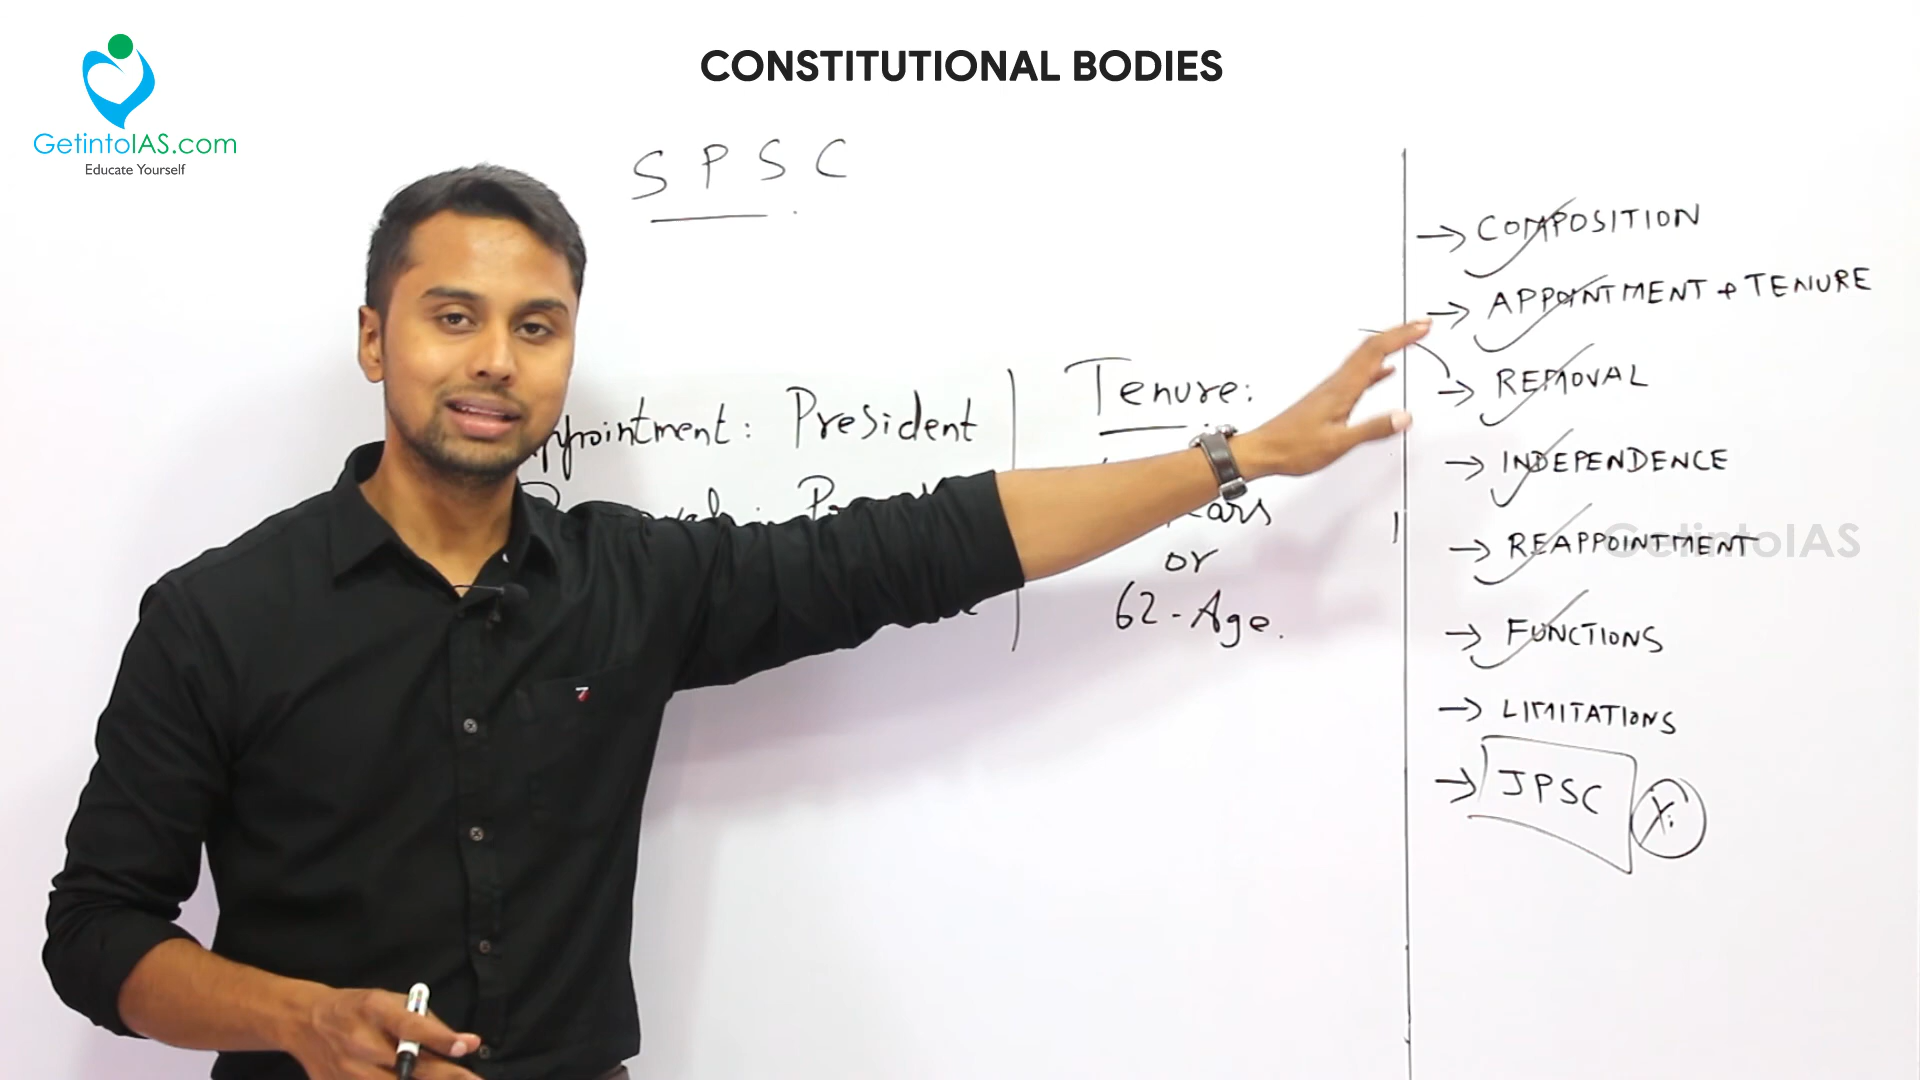 CONSTITUTIONAL BODIES
GetintoIAS.com
Educate Yourself
S P S C
ppointment: President
Tenure:
ars
or
62-Age.
→ COMPOSITION
→ APPOINTMENT + TENURE
→ REMOVAL
→ INDEPENDENCE
→ REAPPOINTMENT
→ FUNCTIONS
→ LIMITATIONS
→ JPSC
GetintoIAS